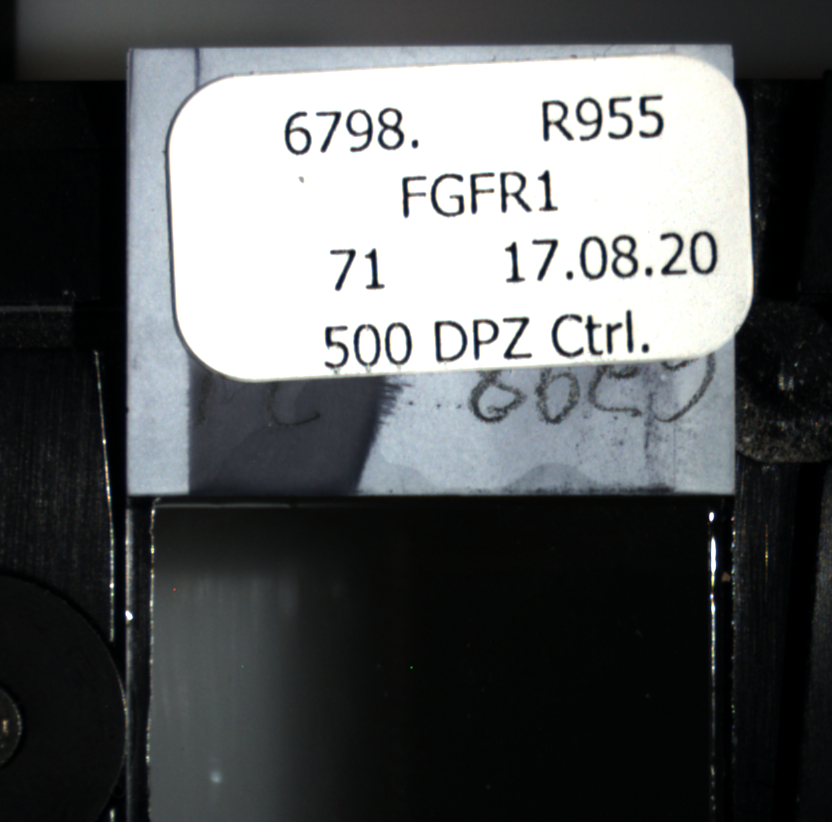 6798. R955
FGFR1
71 17.08.20
500 DPZ Ctrl.